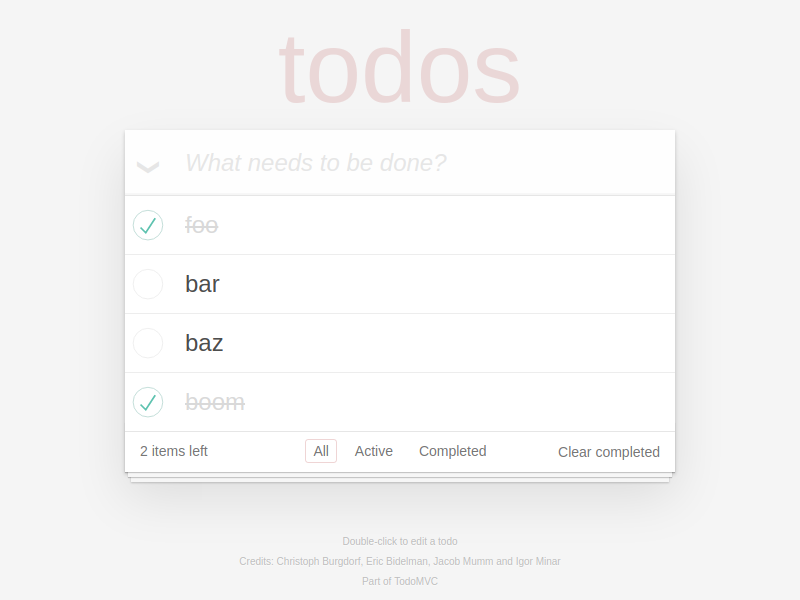 todos
What needs to be done?
foo
bar
baz
boom
2 items left All Active Completed Clear completed
Double-click to edit a todo
Credits: Christoph Burgdorf, Eric Bidelman, Jacob Mumm and Igor Minar
Part of TodoMVC